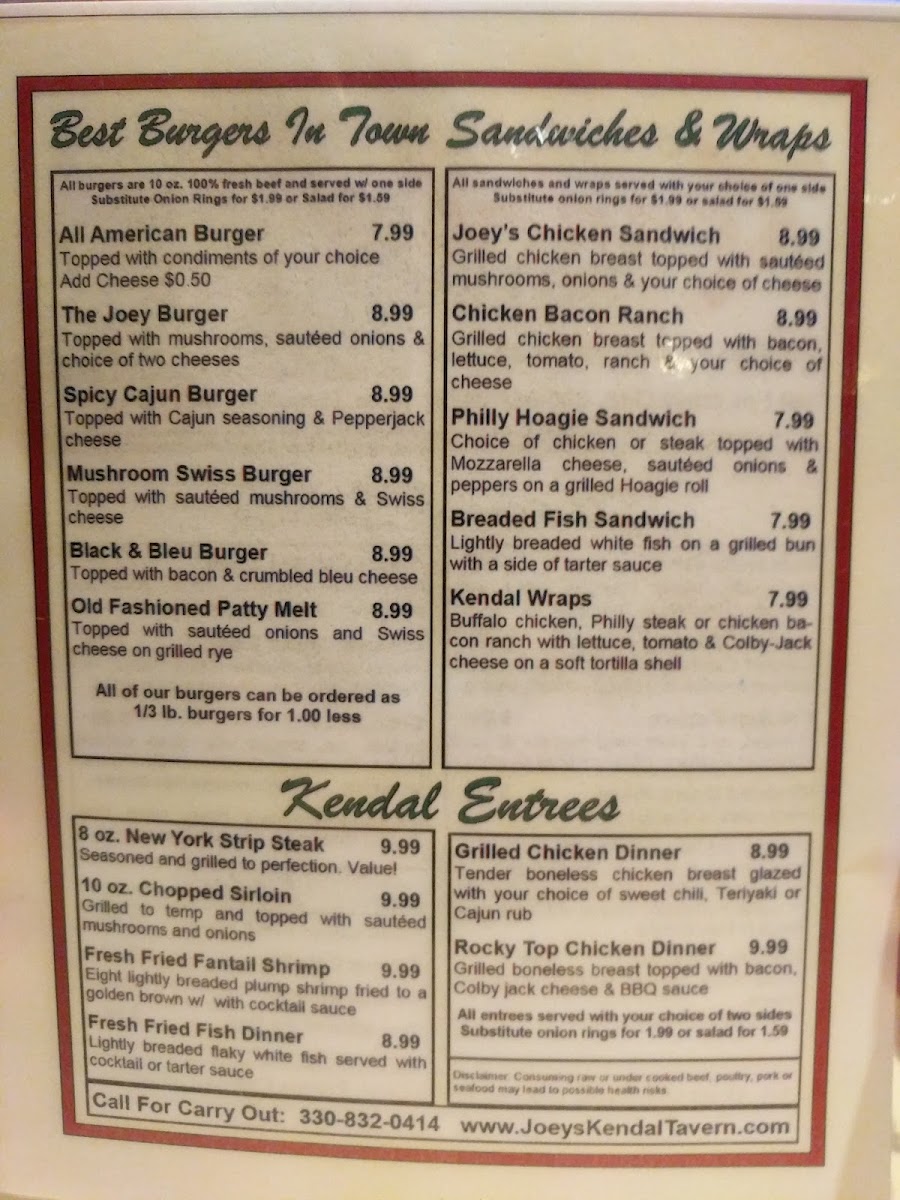 Best Burgers In Town
All burgers are 10 oz. 100% fresh beef and served w/ one side
Substitute Onion Rings for $1.99 or Salad for $1.59
All American Burger 7.99
Topped with condiments of your choice
Add Cheese $0.50
The Joey Burger 8.99
Topped with mushrooms, sautéed onions &
choice of two cheeses
Spicy Cajun Burger 8.99
Topped with Cajun seasoning & Pepperjack
cheese
Mushroom Swiss Burger 8.99
Topped with sautéed mushrooms & Swiss
cheese
Black & Bleu Burger 8.99
Topped with bacon & crumbled bleu cheese
Old Fashioned Patty Melt 8.99
Topped with sautéed onions and Swiss
cheese on grilled rye
All of our burgers can be ordered as
1/3 lb. burgers for 1.00 less
Sandwiches & Wraps
All sandwiches and wraps served with your choice of one side
Substitute onion rings for $1.99 or salad for $1.59
Joey's Chicken Sandwich 8.99
Grilled chicken breast topped with sautéed
mushrooms, onions & your choice of cheese
Chicken Bacon Ranch 8.99
Grilled chicken breast topped with bacon,
lettuce, tomato, ranch & your choice of
cheese
Philly Hoagie Sandwich 7.99
Choice of chicken or steak topped with
Mozzarella cheese, sautéed onions &
peppers on a grilled Hoagie roll
Breaded Fish Sandwich 7.99
Lightly breaded white fish on a grilled bun
with a side of tarter sauce
Kendal Wraps 7.99
Buffalo chicken, Philly steak or chicken ba-
con ranch with lettuce, tomato & Colby-Jack
cheese on a soft tortilla shell
Kendal Entrees
8 oz. New York Strip Steak 9.99
Seasoned and grilled to perfection. Value!
10 oz. Chopped Sirloin 9.99
Grilled to temp and topped with sautéed
mushrooms and onions
Fresh Fried Fantail Shrimp 9.99
Eight lightly breaded plump shrimp fried to a
golden brown w/ with cocktail sauce
Fresh Fried Fish Dinner 8.99
Lightly breaded flaky white fish served with
cocktail or tarter sauce
Grilled Chicken Dinner 8.99
Tender boneless chicken breast glazed
with your choice of sweet chili, Teriyaki or
Cajun rub
Rocky Top Chicken Dinner 9.99
Grilled boneless breast topped with bacon,
Colby jack cheese & BBQ sauce
All entrees served with your choice of two sides
Substitute onion rings for 1.99 or salad for 1.59
Disclaimer: Consuming raw or under cooked beef, poultry, pork or
seafood may lead to possible health risks.
Call For Carry Out: 330-832-0414 www.JoeysKendalTavern.com